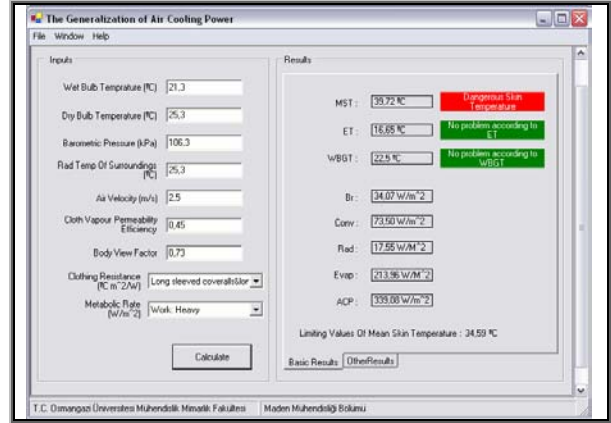 The Generalization of Air Cooling Power
File Window Help
Inputs
Wet Bulb Temprature (ºC) 21,3
Dry Bulb Temperature (ºC) 25,3
Barometric Pressure (kPa) 106,3
Rad Temp Of Surroundings (ºC) 25,3
Air Velocity (m/s) 2.5
Cloth Vapour Permeability Efficiency 0,45
Body View Factor 0,73
Clothing Resistance (ºC m^2/W) Long sleeved
Metabolic Rate (W/m^2) Work: Heavy
Calculate
Results
MST : 39,72 ºC Dangerous Skin Temperature
ET : 16,65 ºC No problem according to ET
WBGT : 22,5 ºC No problem according to WBGT
Br : 34,07 W/m^2
Conv : 73,50 W/m^2
Rad : 17,55 W/M^2
Evap : 213,96 W/M^2
ACP : 339,08 W/m^2
Limiting Values Of Mean Skin Temperature : 34,59 ºC
Basic Results OtherResults
T.C. Osmangazi Üniversitesi Mühendislik Mimarlık Fakültesi Maden Mühendisliği Bölümü